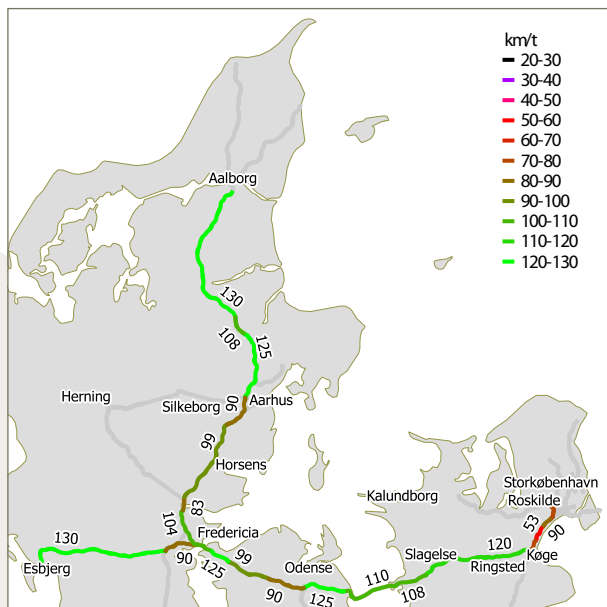 km/t
20-30
30-40
40-50
50-60
60-70
70-80
80-90
90-100
100-110
110-120
120-130
Aalborg
130
108
125
Herning
Silkeborg
90
Aarhus
99
Horsens
83
104
Fredericia
130
Esbjerg
90
125
99
Odense
90
125
110
108
Kalundborg
Storkøbenhavn
Roskilde
53
90
Slagelse
120
Køge
Ringsted